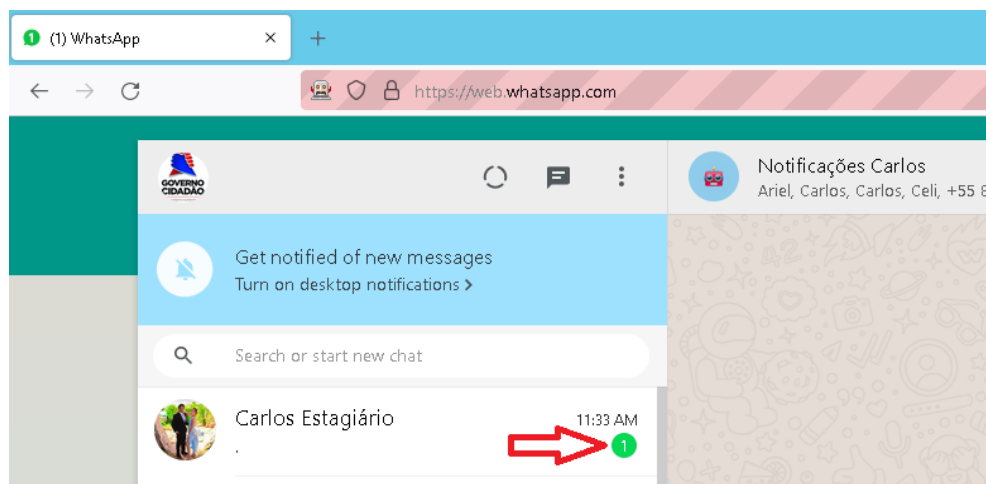 1 (1) WhatsApp
https://web.whatsapp.com
GOVERNO
CIDADÃO
Notificações Carlos
Ariel, Carlos, Carlos, Celi, +55 8
Get notified of new messages
Turn on desktop notifications >
Search or start new chat
Carlos Estagiário 11:33 AM
. 1